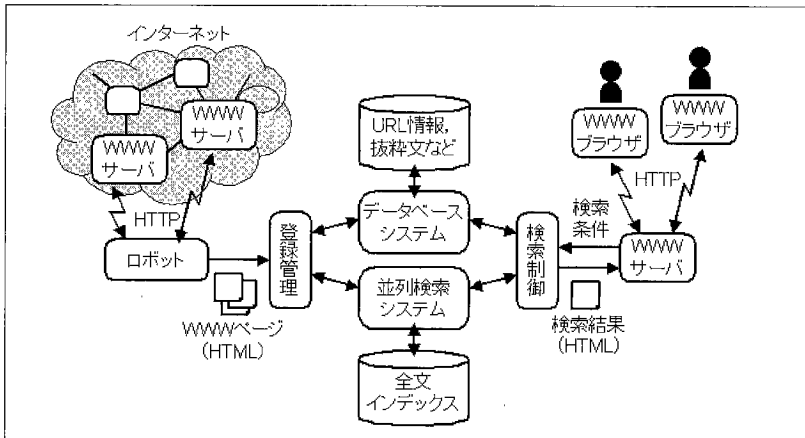 インターネット
WWW
サーバ
WWW
サーバ
HTTP
ロボット
WWWページ
(HTML)
登録管理
URL情報,
抜粋文など
データベース
システム
並列検索
システム
全文
インデックス
検索制御
検索
条件
検索結果
(HTML)
WWW
サーバ
HTTP
WWW
ブラウザ
WWW
ブラウザ